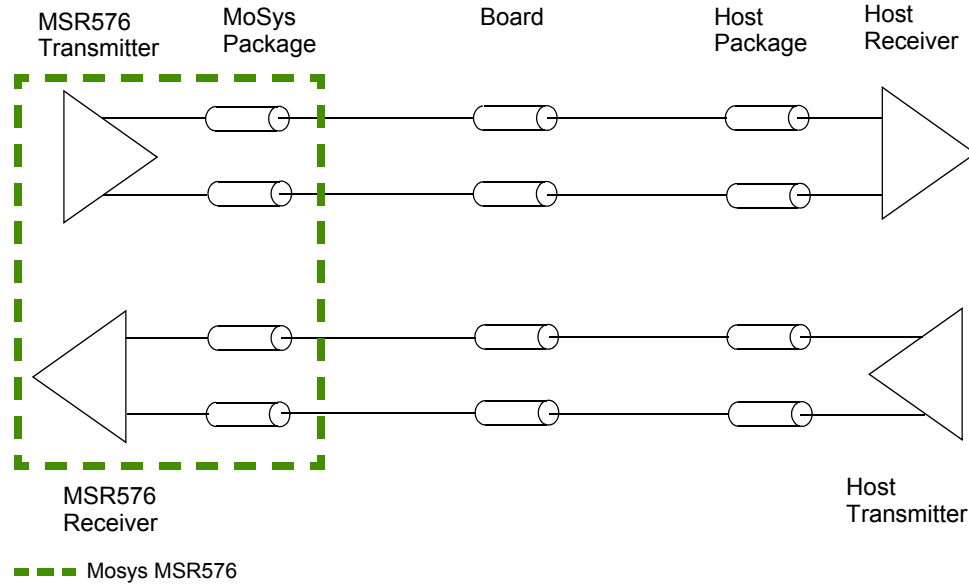 MSR576
Transmitter
MoSys
Package
Board
Host
Package
Host
Receiver
MSR576
Receiver
Host
Transmitter
Mosys MSR576